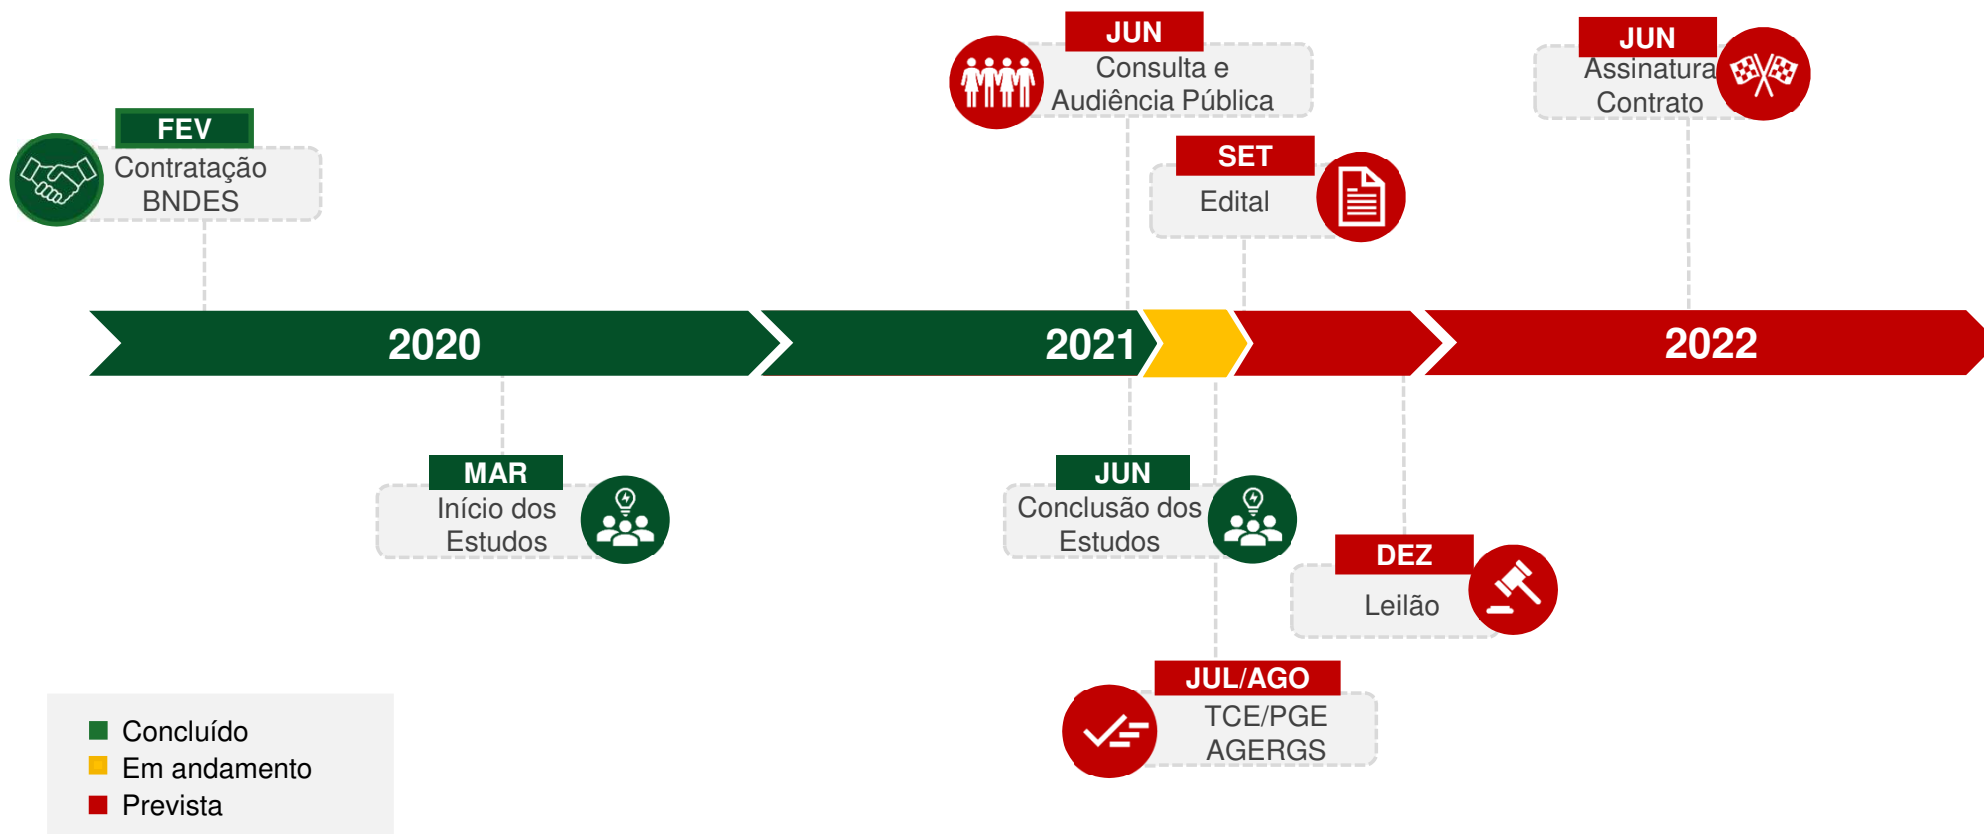 JUN
Consulta e
Audiência Pública
JUN
Assinatura
Contrato
FEV
Contratação
BNDES
SET
Edital
2020
2021
2022
MAR
Início dos
Estudos
JUN
Conclusão dos
Estudos
DEZ
Leilão
JUL/AGO
TCE/PGE
AGERGS
Concluído
Em andamento
Prevista